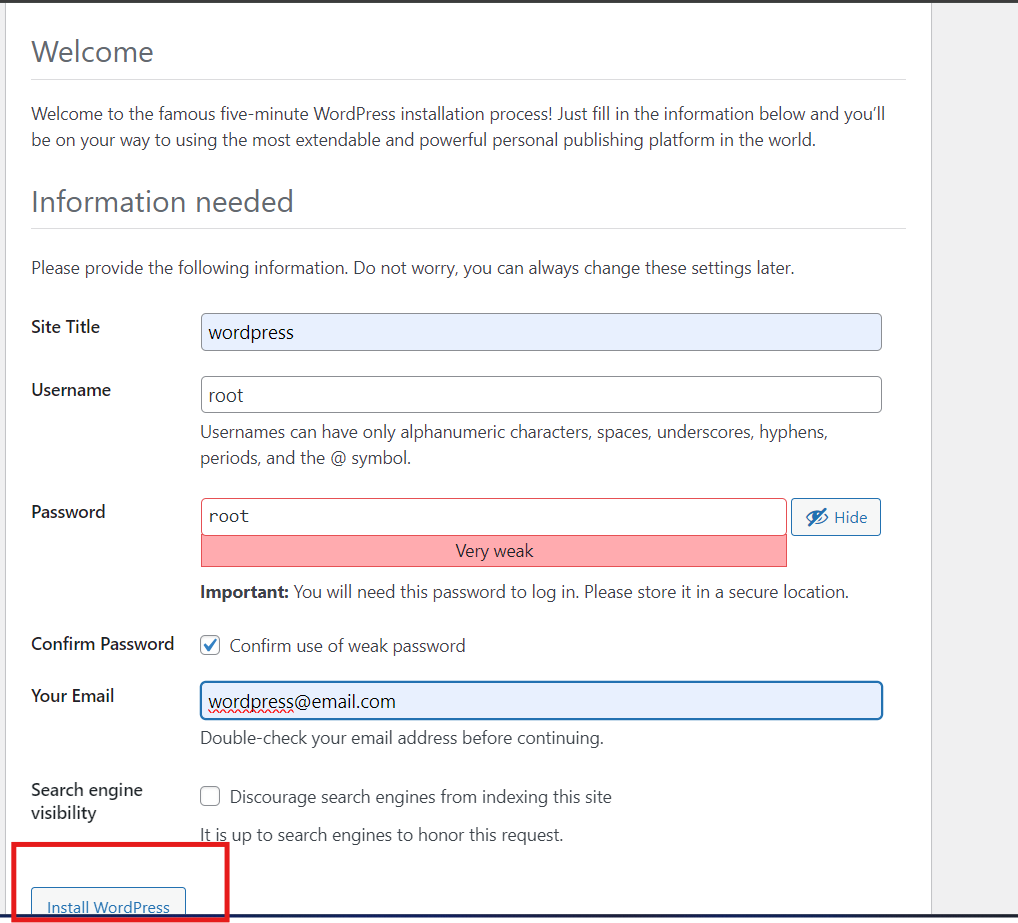 Welcome
Welcome to the famous five-minute WordPress installation process! Just fill in the information below and you’ll
be on your way to using the most extendable and powerful personal publishing platform in the world.
Information needed
Please provide the following information. Do not worry, you can always change these settings later.
Site Title
wordpress
Username
root
Usernames can have only alphanumeric characters, spaces, underscores, hyphens,
periods, and the @ symbol.
Password
root
Hide
Very weak
Important: You will need this password to log in. Please store it in a secure location.
Confirm Password
Confirm use of weak password
Your Email
wordpress@email.com
Double-check your email address before continuing.
Search engine
visibility
Discourage search engines from indexing this site
It is up to search engines to honor this request.
Install WordPress